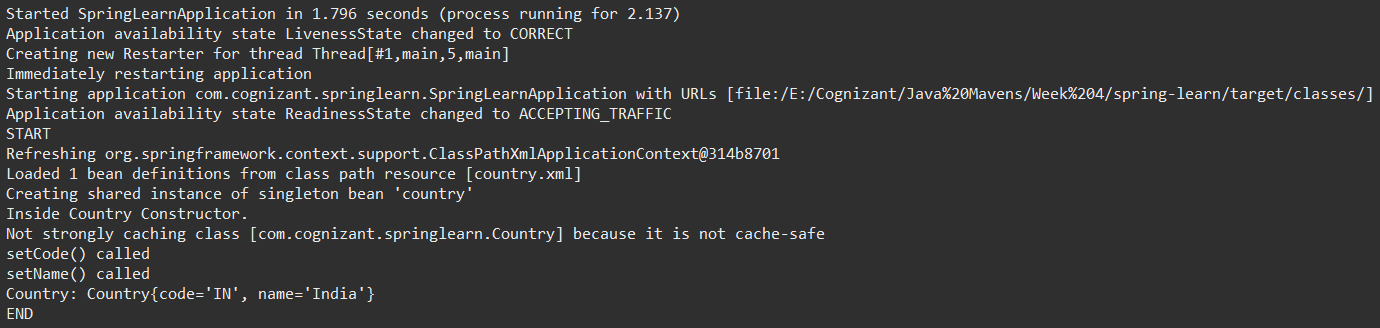 Started SpringLearnApplication in 1.796 seconds (process running for 2.137)
Application availability state LivenessState changed to CORRECT
Creating new Restarter for thread Thread[#1,main,5,main]
Immediately restarting application
Starting application com.cognizant.springlearn.SpringLearnApplication with URLs [file:/E:/Cognizant/Java%20Mavens/Week%204/spring-learn/target/classes/]
Application availability state ReadinessState changed to ACCEPTING_TRAFFIC
START
Refreshing org.springframework.context.support.ClassPathXmlApplicationContext@314b8701
Loaded 1 bean definitions from class path resource [country.xml]
Creating shared instance of singleton bean 'country'
Inside Country Constructor.
Not strongly caching class [com.cognizant.springlearn.Country] because it is not cache-safe
setCode() called
setName() called
Country: Country{code='IN', name='India'}
END